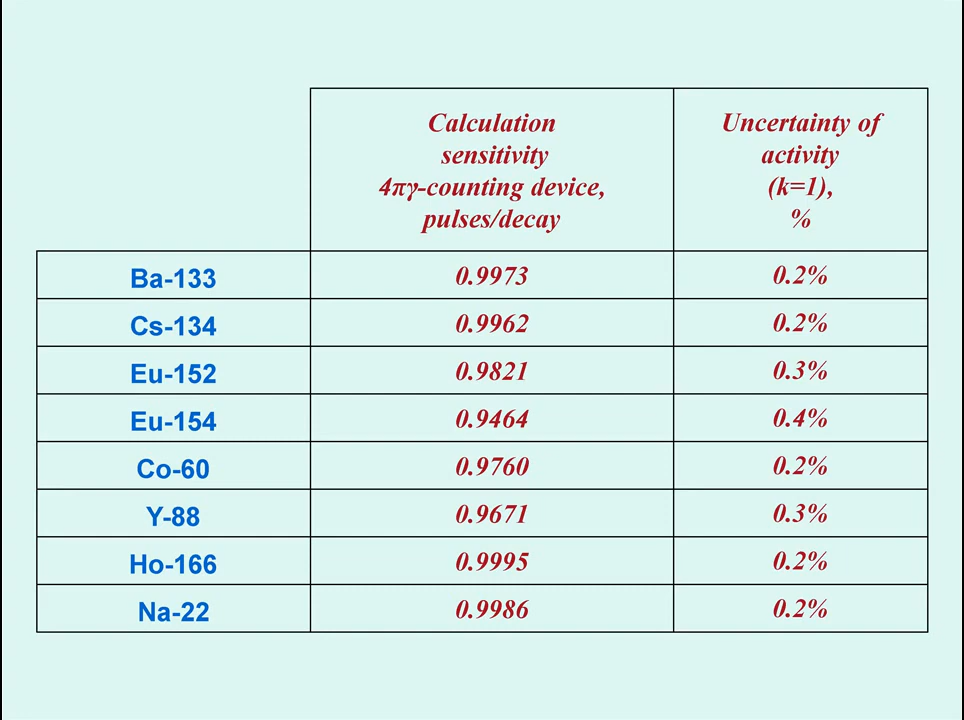 Calculation
sensitivity
4πγ-counting device,
pulses/decay
Uncertainty of
activity
(k=1),
%
Ba-133 0.9973 0.2%
Cs-134 0.9962 0.2%
Eu-152 0.9821 0.3%
Eu-154 0.9464 0.4%
Co-60 0.9760 0.2%
Y-88 0.9671 0.3%
Ho-166 0.9995 0.2%
Na-22 0.9986 0.2%